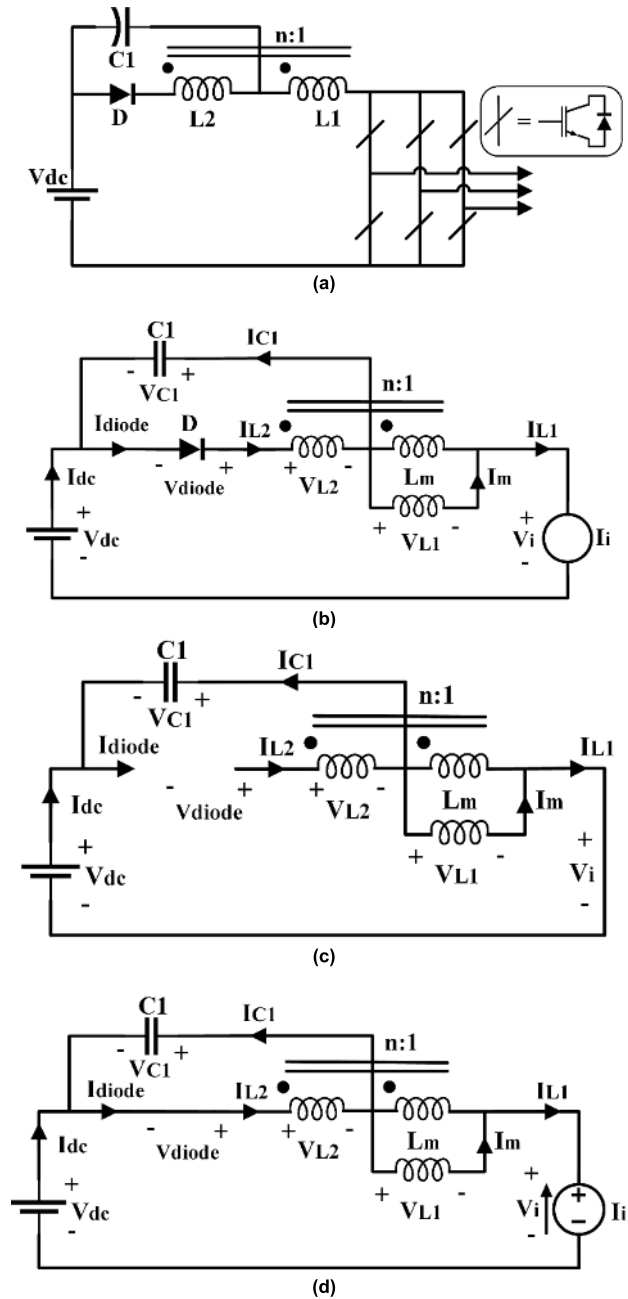 C1
n:1
D
L2
L1
=
Vdc
(a)
C1
IC1
- +
VC1
n:1
Idiode
D
IL2
IL1
- +
+ -
Idc
Vdiode
VL2
Lm
Im
+
Vdc
-
+ -
VL1
+
Vi
-
Ii
(b)
C1
IC1
- +
VC1
n:1
Idiode
IL2
IL1
- +
+ -
Idc
Vdiode
VL2
Lm
Im
+
Vdc
-
+ -
VL1
+
Vi
-
(c)
C1
IC1
- +
VC1
n:1
Idiode
IL2
IL1
- +
+ -
Idc
Vdiode
VL2
Lm
Im
+
Vdc
-
+ -
VL1
+
Vi
-
+
−
Ii
(d)